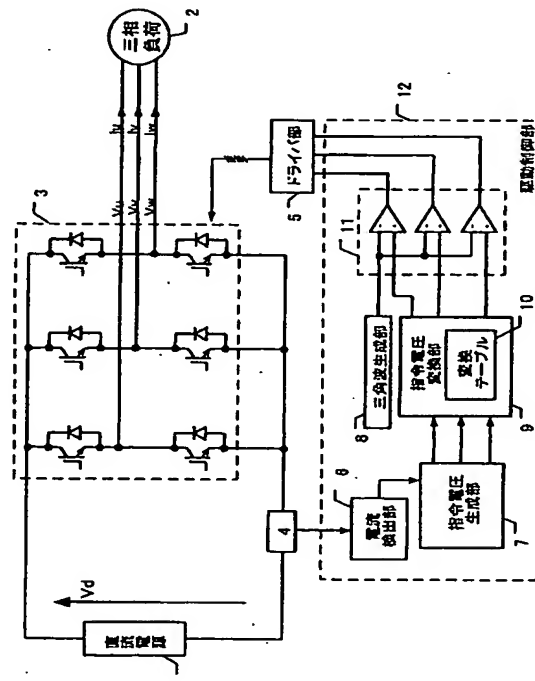 3
2
三相
負荷
Vu
Vv
Iv
Vw
Iw
Vd
直流電源
4
5
ドライバ部
12
11
駆動制御部
8
三角波生成部
指令電圧
変換部
変換
テーブル
10
9
6
電流
検出部
指令電圧
生成部
7